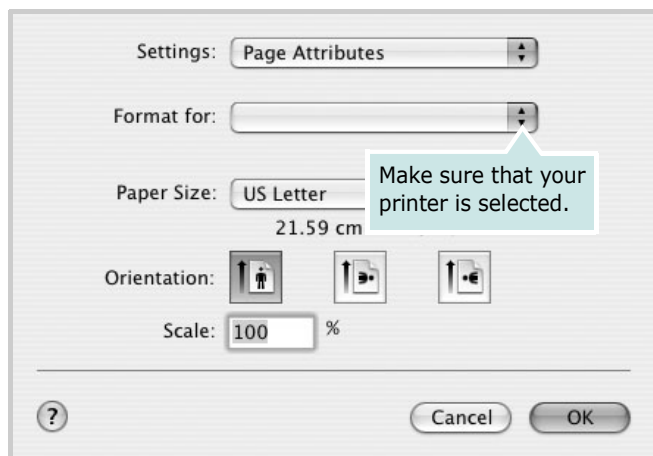 Settings: Page Attributes
Format for:
Make sure that your
printer is selected.
Paper Size: US Letter
21.59 cm
Orientation:
Scale: 100 %
? Cancel OK